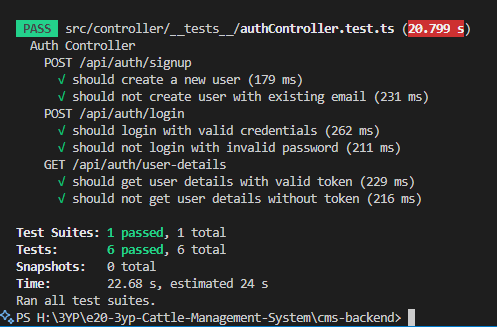 PASS src/controller/__tests__/authController.test.ts (20.799 s)
Auth Controller
POST /api/auth/signup
√ should create a new user (179 ms)
√ should not create user with existing email (231 ms)
POST /api/auth/login
√ should login with valid credentials (262 ms)
√ should not login with invalid password (211 ms)
GET /api/auth/user-details
√ should get user details with valid token (229 ms)
√ should not get user details without token (216 ms)
Test Suites: 1 passed, 1 total
Tests: 6 passed, 6 total
Snapshots: 0 total
Time: 22.68 s, estimated 24 s
Ran all test suites.
PS H:\3YP\e20-3yp-Cattle-Management-System\cms-backend>